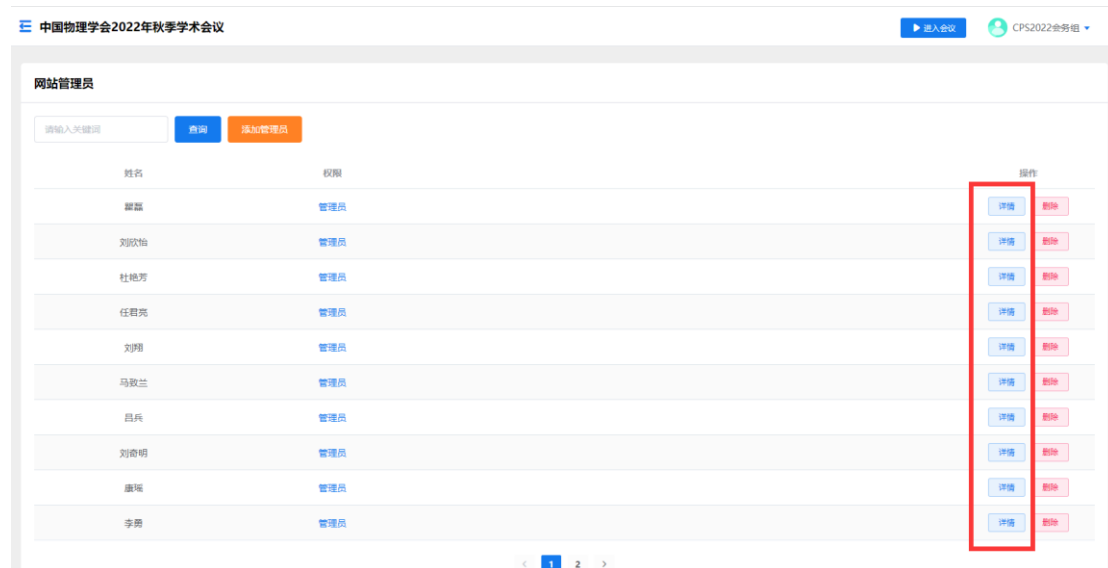 中国物理学会2022年秋季学术会议 进入会议 CPS2022会务组
网站管理员
请输入关键词 查询 添加管理员
姓名 权限 操作
翟磊 管理员 详情 删除
刘欣怡 管理员 详情 删除
杜艳芳 管理员 详情 删除
任君亮 管理员 详情 删除
刘翔 管理员 详情 删除
马致兰 管理员 详情 删除
吕兵 管理员 详情 删除
刘奇明 管理员 详情 删除
康瑶 管理员 详情 删除
李勇 管理员 详情 删除
< 1 2 >